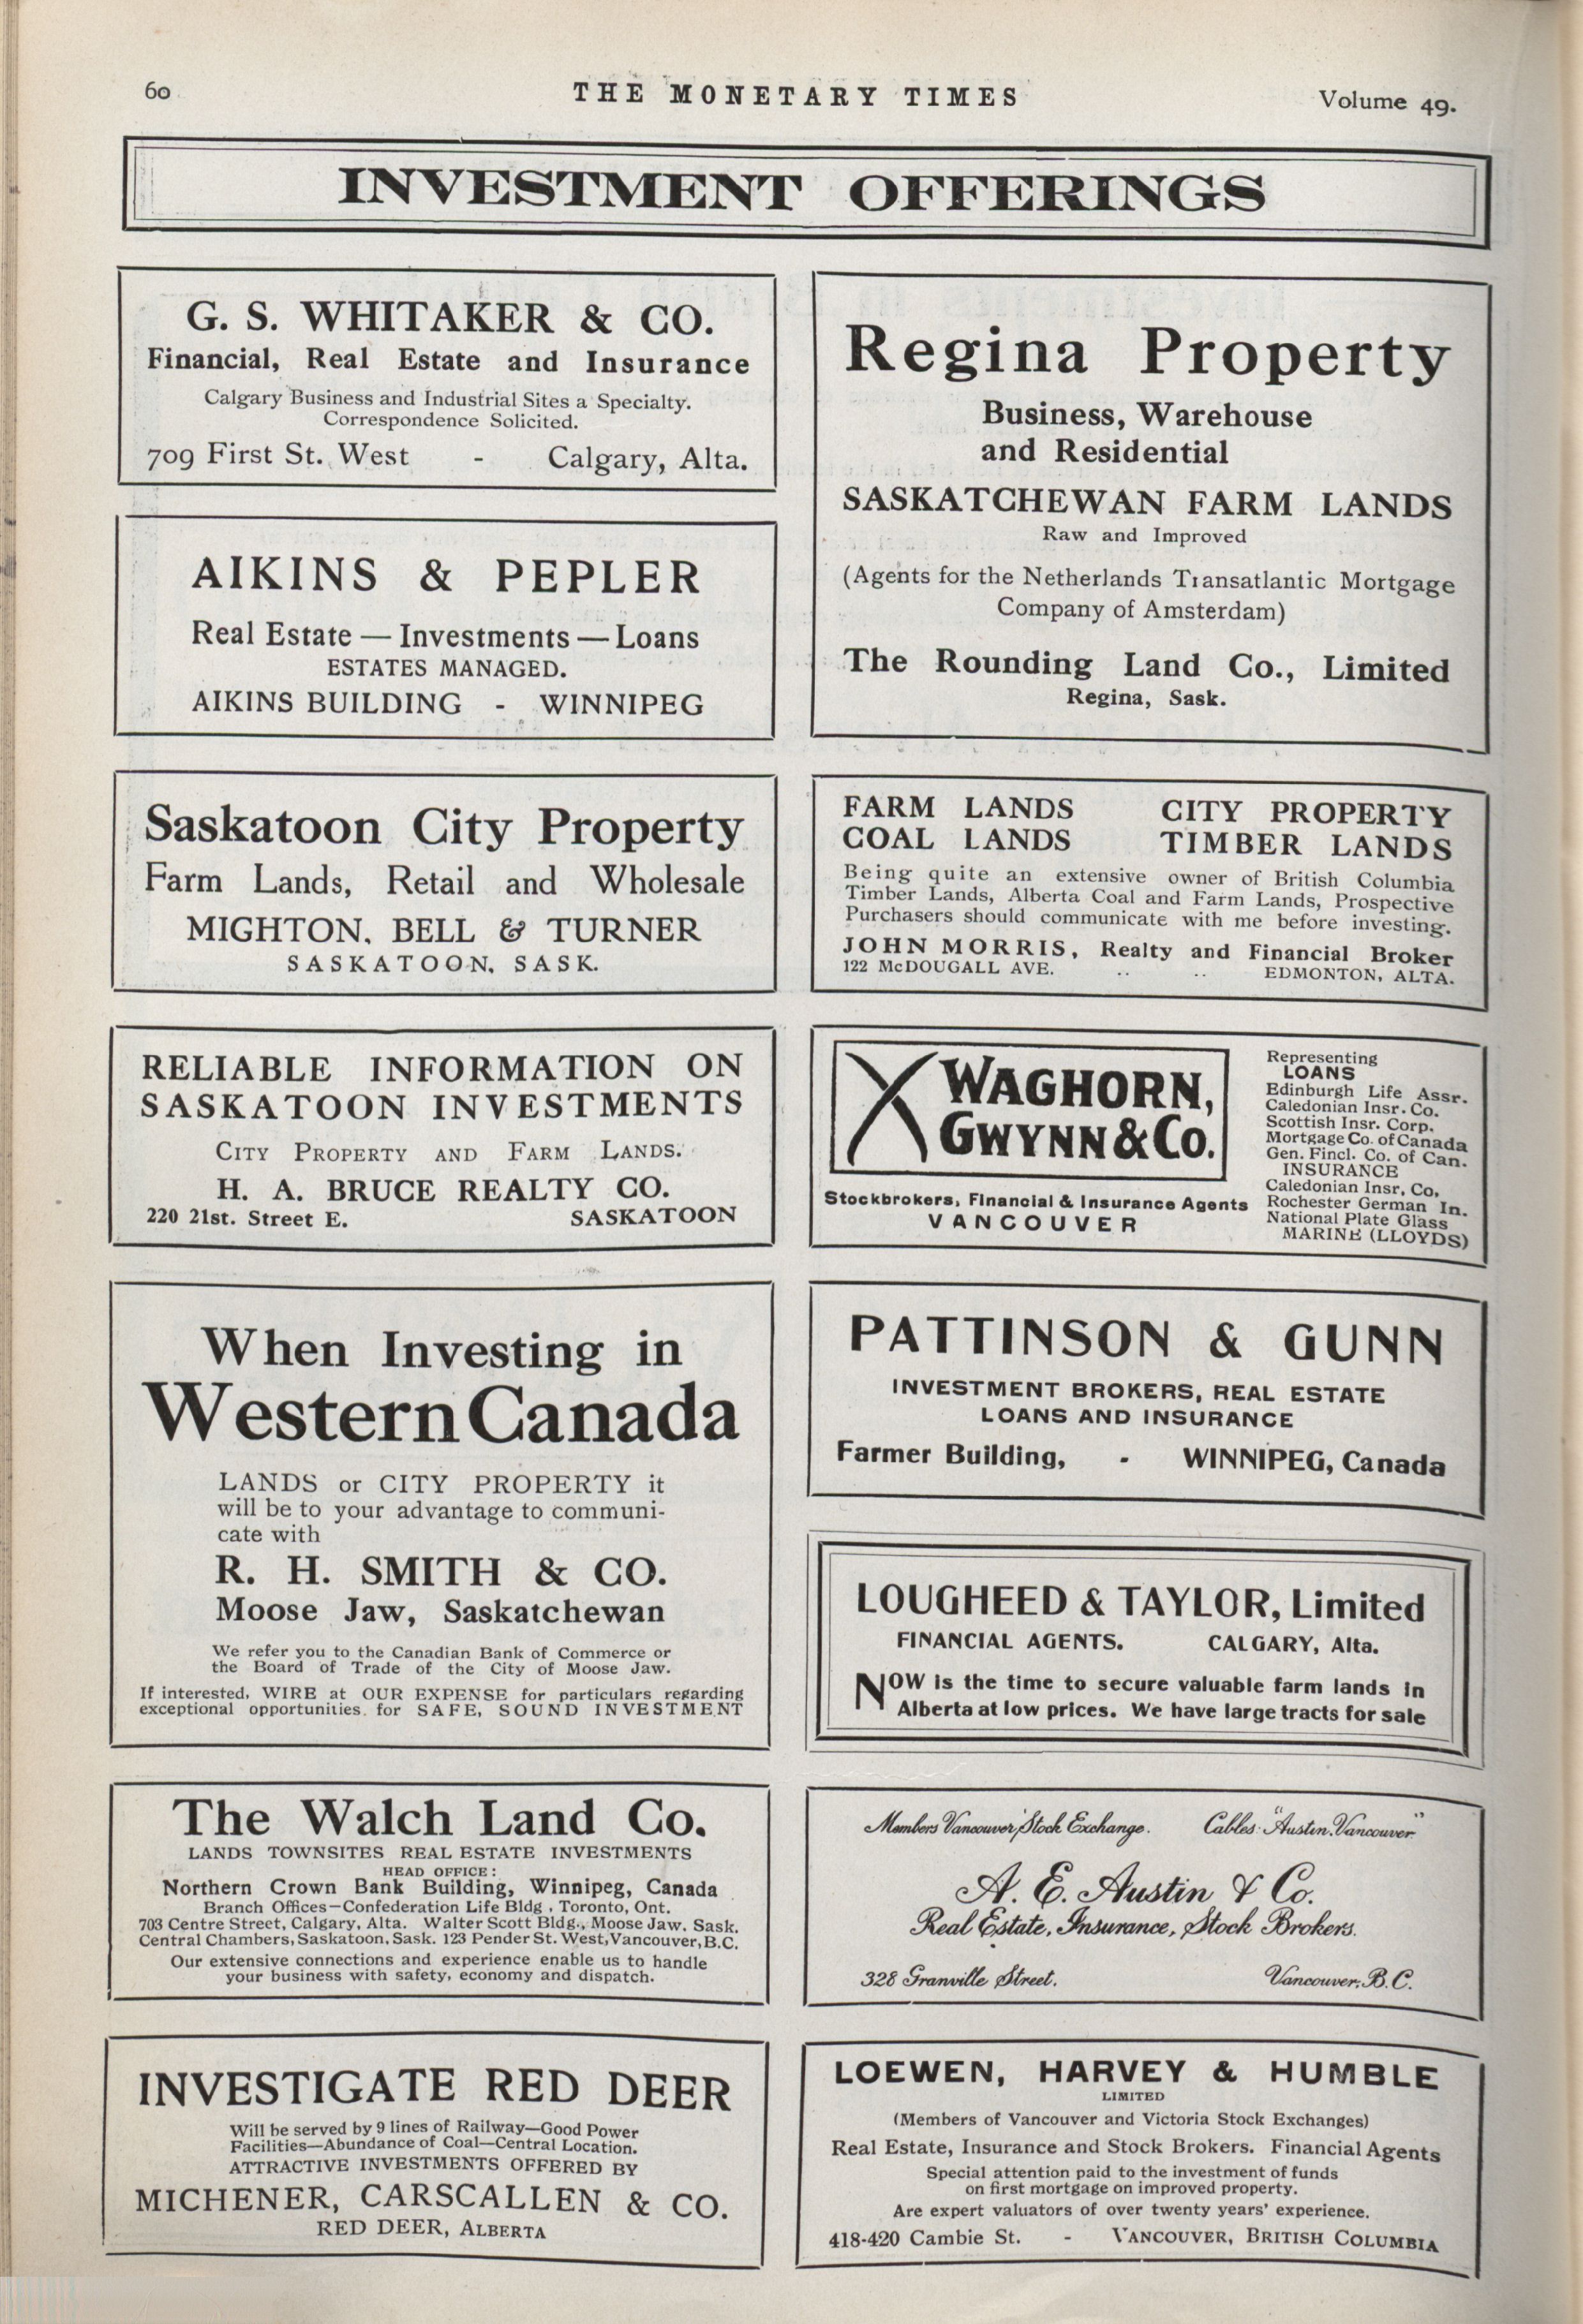 60
THE MONETARY TIMES
Volume 49.
INVESTMENT OFFERINGS
G. S. WHITAKER & CO.
Financial, Real Estate and Insurance
Calgary Business and Industrial Sites a Specialty.
Correspondence Solicited.
709 First St. West - Calgary, Alta.
AIKINS & PEPLER
Real Estate — Investments — Loans
ESTATES MANAGED.
AIKINS BUILDING - WINNIPEG
Saskatoon City Property
Farm Lands, Retail and Wholesale
MIGHTON, BELL & TURNER
SASKATOON, SASK.
RELIABLE INFORMATION ON
SASKATOON INVESTMENTS
CITY PROPERTY AND FARM LANDS.
H. A. BRUCE REALTY CO.
220 21st. Street E. SASKATOON
When Investing in
Western Canada
LANDS or CITY PROPERTY it
will be to your advantage to communi-
cate with
R. H. SMITH & CO.
Moose Jaw, Saskatchewan
We refer you to the Canadian Bank of Commerce or
the Board of Trade of the City of Moose Jaw.
If interested, WIRE at OUR EXPENSE for particulars regarding
exceptional opportunities for SAFE, SOUND INVESTMENT
The Walch Land Co.
LANDS TOWNSITES REAL ESTATE INVESTMENTS
HEAD OFFICE:
Northern Crown Bank Building, Winnipeg, Canada
Branch Offices—Confederation Life Bldg , Toronto, Ont.
703 Centre Street, Calgary, Alta. Walter Scott Bldg., Moose Jaw, Sask.
Central Chambers, Saskatoon, Sask. 123 Pender St. West, Vancouver, B.C.
Our extensive connections and experience enable us to handle
your business with safety, economy and dispatch.
INVESTIGATE RED DEER
Will be served by 9 lines of Railway—Good Power
Facilities—Abundance of Coal—Central Location.
ATTRACTIVE INVESTMENTS OFFERED BY
MICHENER, CARSCALLEN & CO.
RED DEER, ALBERTA
Regina Property
Business, Warehouse
and Residential
SASKATCHEWAN FARM LANDS
Raw and Improved
(Agents for the Netherlands Transatlantic Mortgage
Company of Amsterdam)
The Rounding Land Co., Limited
Regina, Sask.
FARM LANDS CITY PROPERTY
COAL LANDS TIMBER LANDS
Being quite an extensive owner of British Columbia
Timber Lands, Alberta Coal and Farm Lands, Prospective
Purchasers should communicate with me before investing.
JOHN MORRIS, Realty and Financial Broker
122 McDOUGALL AVE. .. .. EDMONTON, ALTA.
WAGHORN,
GWYNN & Co.
Stockbrokers, Financial & Insurance Agents
VANCOUVER
Representing
LOANS
Edinburgh Life Assr.
Caledonian Insr. Co.
Scottish Insr. Corp.
Mortgage Co. of Canada
Gen. Fincl. Co. of Can.
INSURANCE
Caledonian Insr. Co,
Rochester German In.
National Plate Glass
MARINE (LLOYDS)
PATTINSON & GUNN
INVESTMENT BROKERS, REAL ESTATE
LOANS AND INSURANCE
Farmer Building, - WINNIPEG, Canada
LOUGHEED & TAYLOR, Limited
FINANCIAL AGENTS. CALGARY, Alta.
NOW is the time to secure valuable farm lands in
Alberta at low prices. We have large tracts for sale
Members Vancouver Stock Exchange. Cables: "Austin, Vancouver"
A. E. Austin & Co.
Real Estate, Insurance, Stock Brokers.
328 Granville Street. Vancouver, B.C.
LOEWEN, HARVEY & HUMBLE
LIMITED
(Members of Vancouver and Victoria Stock Exchanges)
Real Estate, Insurance and Stock Brokers. Financial Agents
Special attention paid to the investment of funds
on first mortgage on improved property.
Are expert valuators of over twenty years' experience.
418-420 Cambie St. - VANCOUVER, BRITISH COLUMBIA